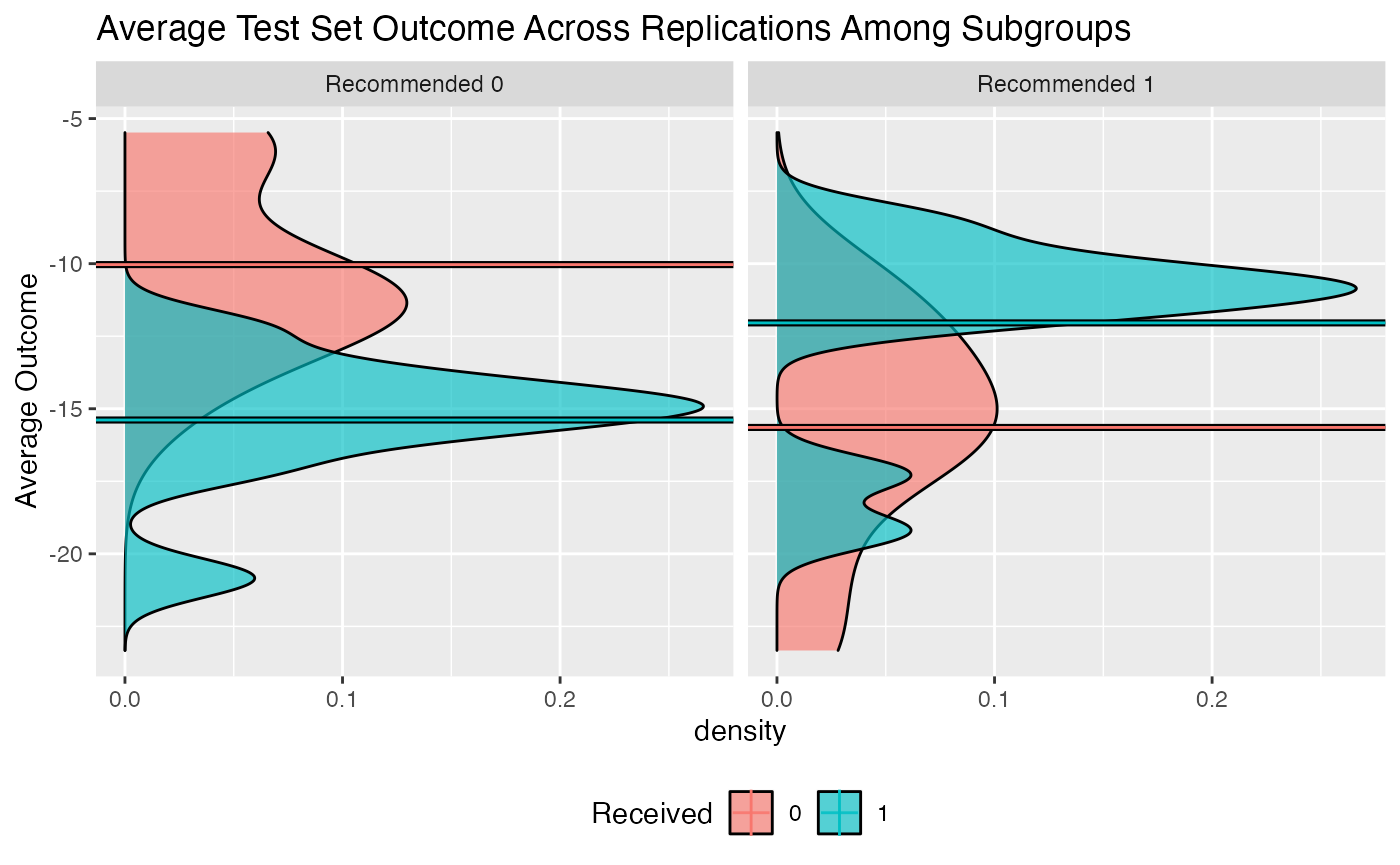 Average Test Set Outcome Across Replications Among Subgroups
Recommended 0
Recommended 1
Average Outcome
-5
-10
-15
-20
0.0
0.1
0.2
0.0
0.1
0.2
density
Received
0
1